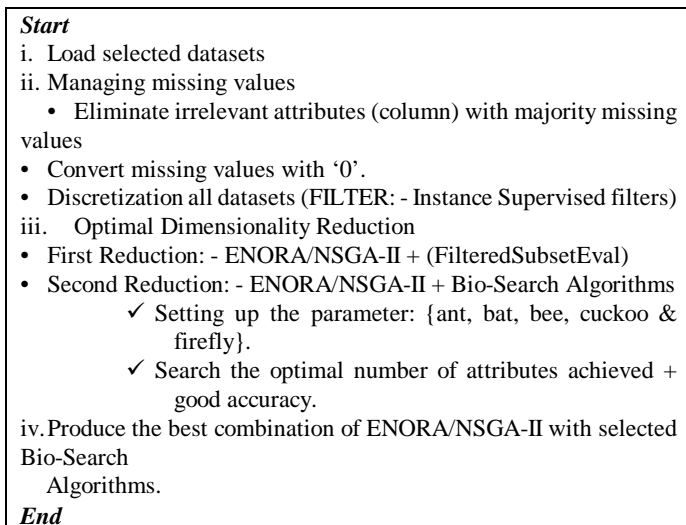 Start
i. Load selected datasets
ii. Managing missing values
• Eliminate irrelevant attributes (column) with majority missing
values
• Convert missing values with ‘0’.
• Discretization all datasets (FILTER: - Instance Supervised filters)
iii. Optimal Dimensionality Reduction
• First Reduction: - ENORA/NSGA-II + (FilteredSubsetEval)
• Second Reduction: - ENORA/NSGA-II + Bio-Search Algorithms
✓ Setting up the parameter: {ant, bat, bee, cuckoo &
firefly}.
✓ Search the optimal number of attributes achieved +
good accuracy.
iv.Produce the best combination of ENORA/NSGA-II with selected
Bio-Search
Algorithms.
End